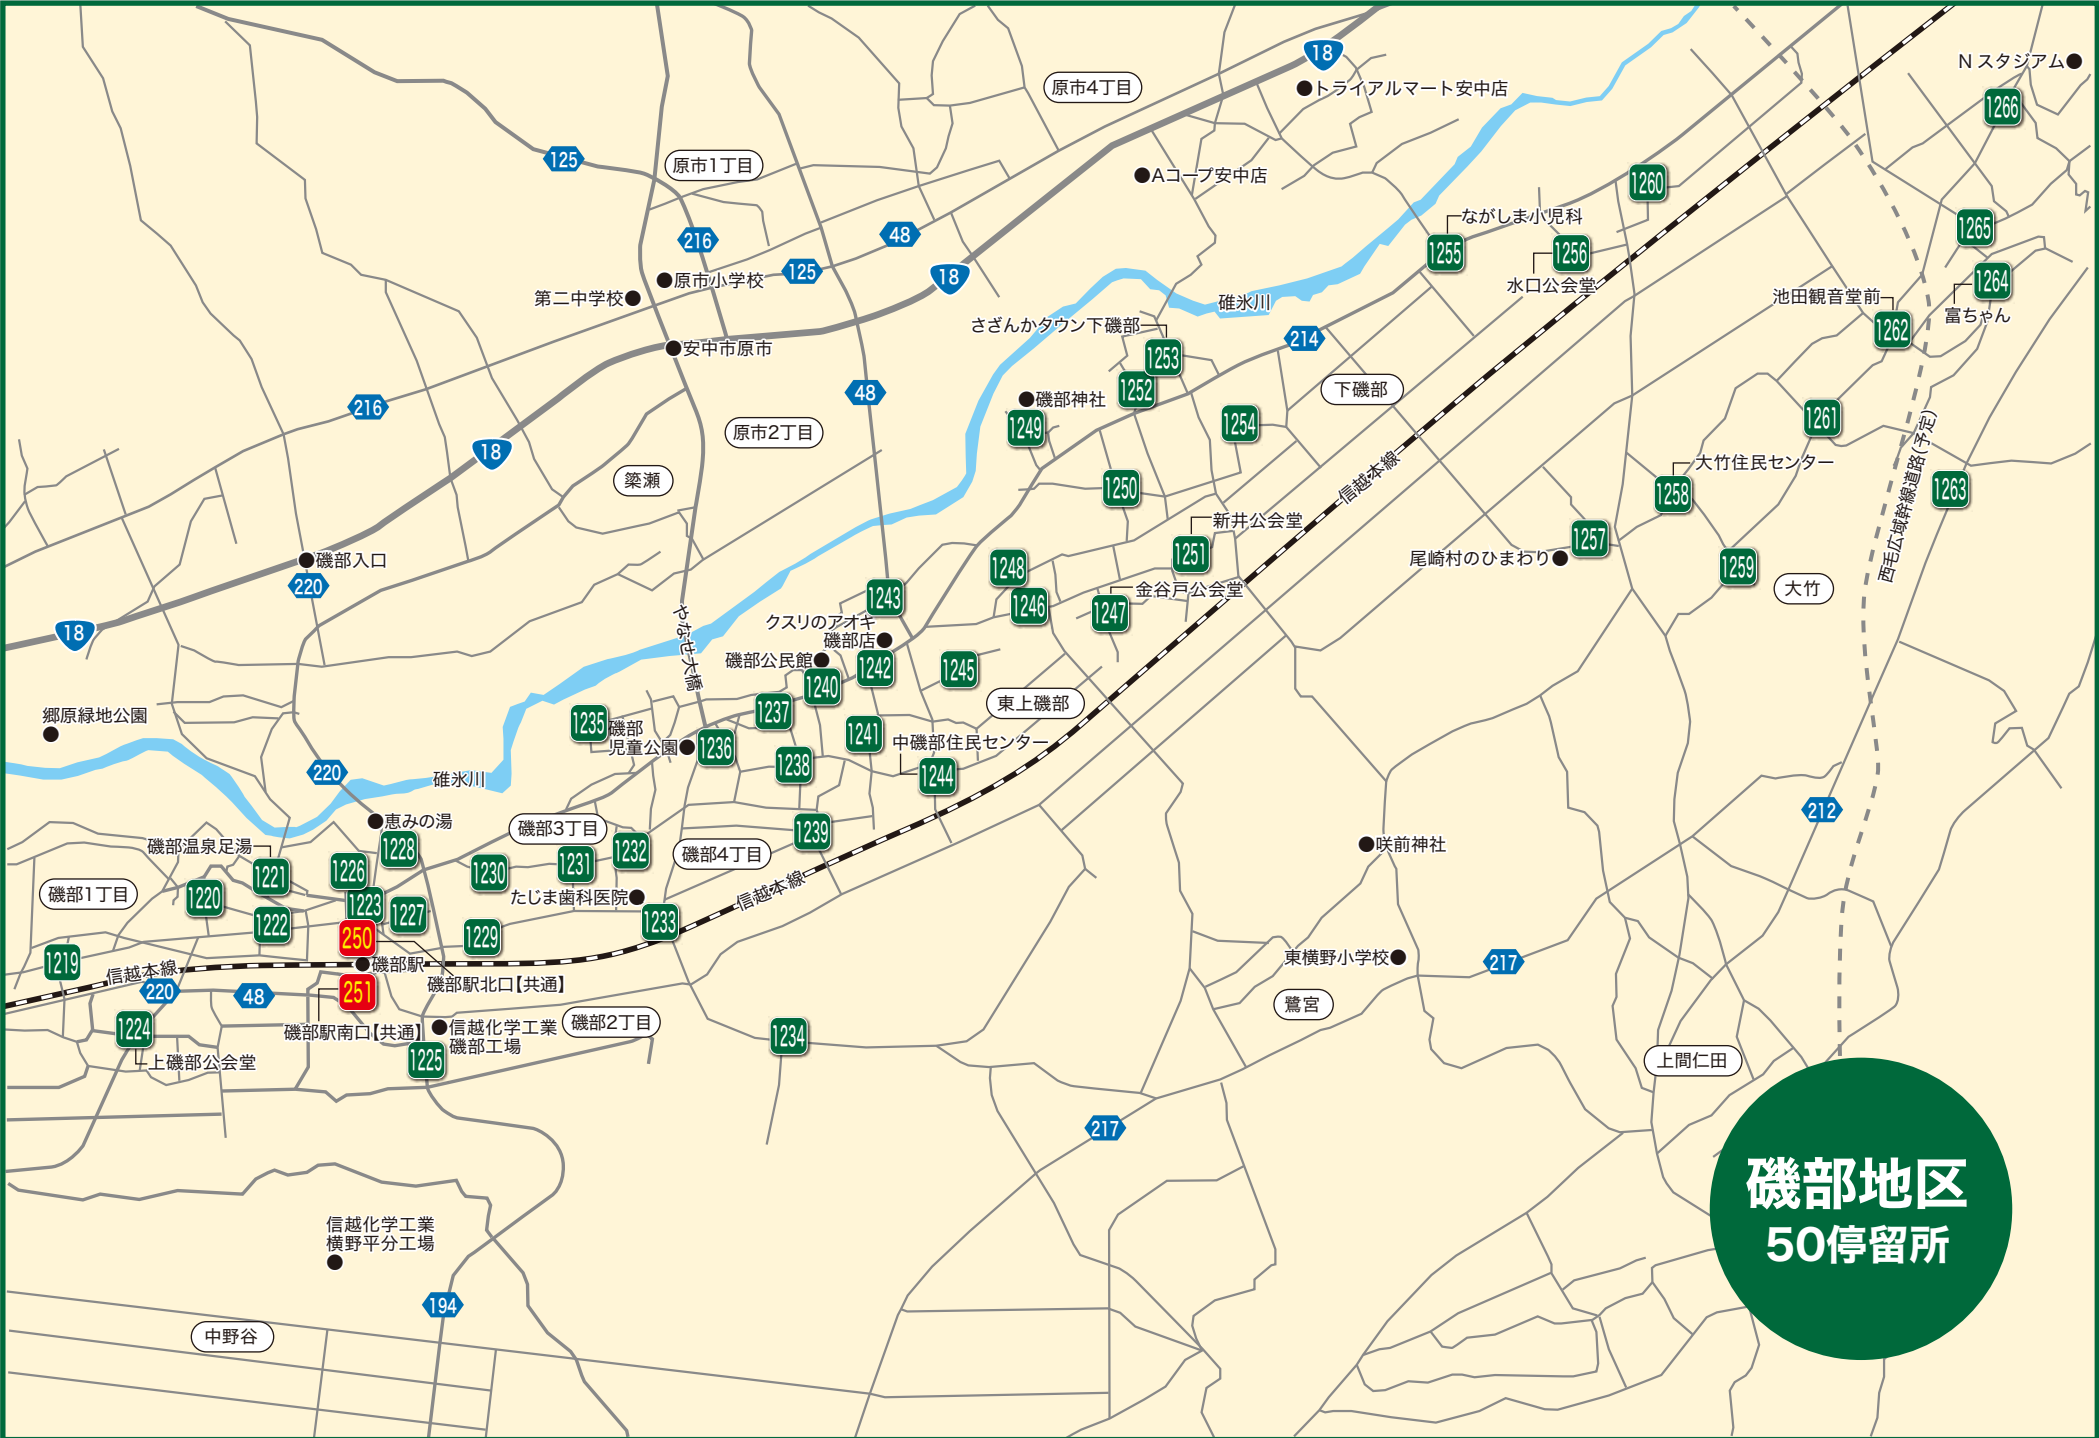 18
Nスタジアム
原市4丁目
トライアルマート安中店
1266
125
原市1丁目
Aコープ安中店
1260
ながしま小児科
216
48
1265
1255
1256
125
原市小学校
18
1264
水口公会堂
第二中学校
池田観音堂前
碓氷川
富ちゃん
さざんかタウン下磯部
1262
214
安中市原市
1253
下磯部
1252
48
磯部神社
216
1249
1254
1261
原市2丁目
18
信越本線
大竹住民センター
築瀬
1250
1258
1263
西毛広域幹線道路(予定)
新井公会堂
1257
1251
尾崎村のひまわり
磯部入口
1248
1259
220
金谷戸公会堂
大竹
1243
1246
1247
18
やなせ大橋
クスリのアオキ
磯部店
磯部公民館
1242
1245
1240
東上磯部
郷原緑地公園
1237
1235
磯部
児童公園
1236
1241
中磯部住民センター
1238
1244
220
碓氷川
212
恵みの湯
磯部3丁目
1239
磯部温泉足湯
1228
1232
磯部4丁目
咲前神社
1226
1221
1230
1231
磯部1丁目
1220
たじま歯科医院
信越本線
1223
1227
1222
1233
250
1229
東横野小学校
217
1219
信越本線
磯部駅
磯部駅北口【共通】
220
48
251
鷺宮
磯部2丁目
1224
磯部駅南口【共通】
信越化学工業
磯部工場
1234
上磯部公会堂
1225
上間仁田
217
磯部地区
50停留所
信越化学工業
横野平分工場
194
中野谷